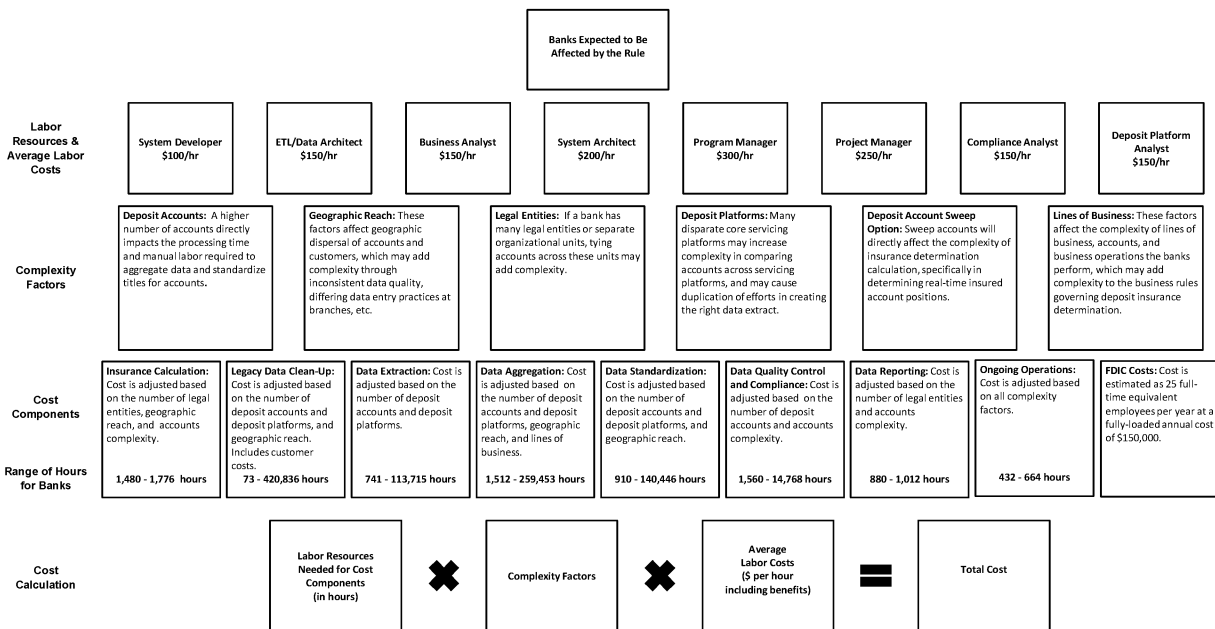 Banks Expected to Be
Affected by the Rule
Labor
Resources &
Average Labor
Costs
System Developer
$100/hr
ETL/Data Architect
$150/hr
Business Analyst
$150/hr
System Architect
$200/hr
Program Manager
$300/hr
Project Manager
$250/hr
Compliance Analyst
$150/hr
Deposit Platform
Analyst
$150/hr
Complexity
Factors
Deposit Accounts: A higher
number of accounts directly
impacts the processing time
and manual labor required to
aggregate data and standardize
titles for accounts.
Geographic Reach: These
factors affect geographic
dispersal of accounts and
customers, which may add
complexity through
inconsistent data quality,
differing data entry practices at
branches, etc.
Legal Entities: If a bank has
many legal entities or separate
organizational units, tying
accounts across these units may
add complexity.
Deposit Platforms: Many
disparate core servicing
platforms may increase
complexity in comparing
accounts across servicing
platforms, and may cause
duplication of efforts in creating
the right data extract.
Deposit Account Sweep
Option: Sweep accounts will
directly affect the complexity of
insurance determination
calculation, specifically in
determining real-time insured
account positions.
Lines of Business: These factors
affect the complexity of lines of
business, accounts, and
business operations the banks
perform, which may add
complexity to the business rules
governing deposit insurance
determination.
Cost
Components
Insurance Calculation:
Cost is adjusted based
on the number of legal
entities, geographic
reach, and accounts
complexity.
Legacy Data Clean-Up:
Cost is adjusted based
on the number of
deposit accounts and
deposit platforms, and
geographic reach.
Includes customer
costs.
Data Extraction: Cost is
adjusted based on the
number of deposit
accounts and deposit
platforms.
Data Aggregation: Cost
is adjusted based on
the number of deposit
accounts and deposit
platforms, geographic
reach, and lines of
business.
Data Standardization:
Cost is adjusted based
on the number of
deposit accounts and
deposit platforms, and
geographic reach.
Data Quality Control
and Compliance: Cost is
adjusted based on the
number of deposit
accounts and accounts
complexity.
Data Reporting: Cost is
adjusted based on the
number of legal entities
and accounts
complexity.
Ongoing Operations:
Cost is adjusted based
on all complexity
factors.
FDIC Costs: Cost is
estimated as 25 full-
time equivalent
employees per year at a
fully-loaded annual cost
of $150,000.
Range of Hours
for Banks
1,480 - 1,776 hours
73 - 420,836 hours
741 - 113,715 hours
1,512 - 259,453 hours
910 - 140,446 hours
1,560 - 14,768 hours
880 - 1,012 hours
432 - 664 hours
Cost
Calculation
Labor Resources
Needed for Cost
Components
(in hours)
Complexity Factors
Average
Labor Costs
($ per hour
including benefits)
Total Cost